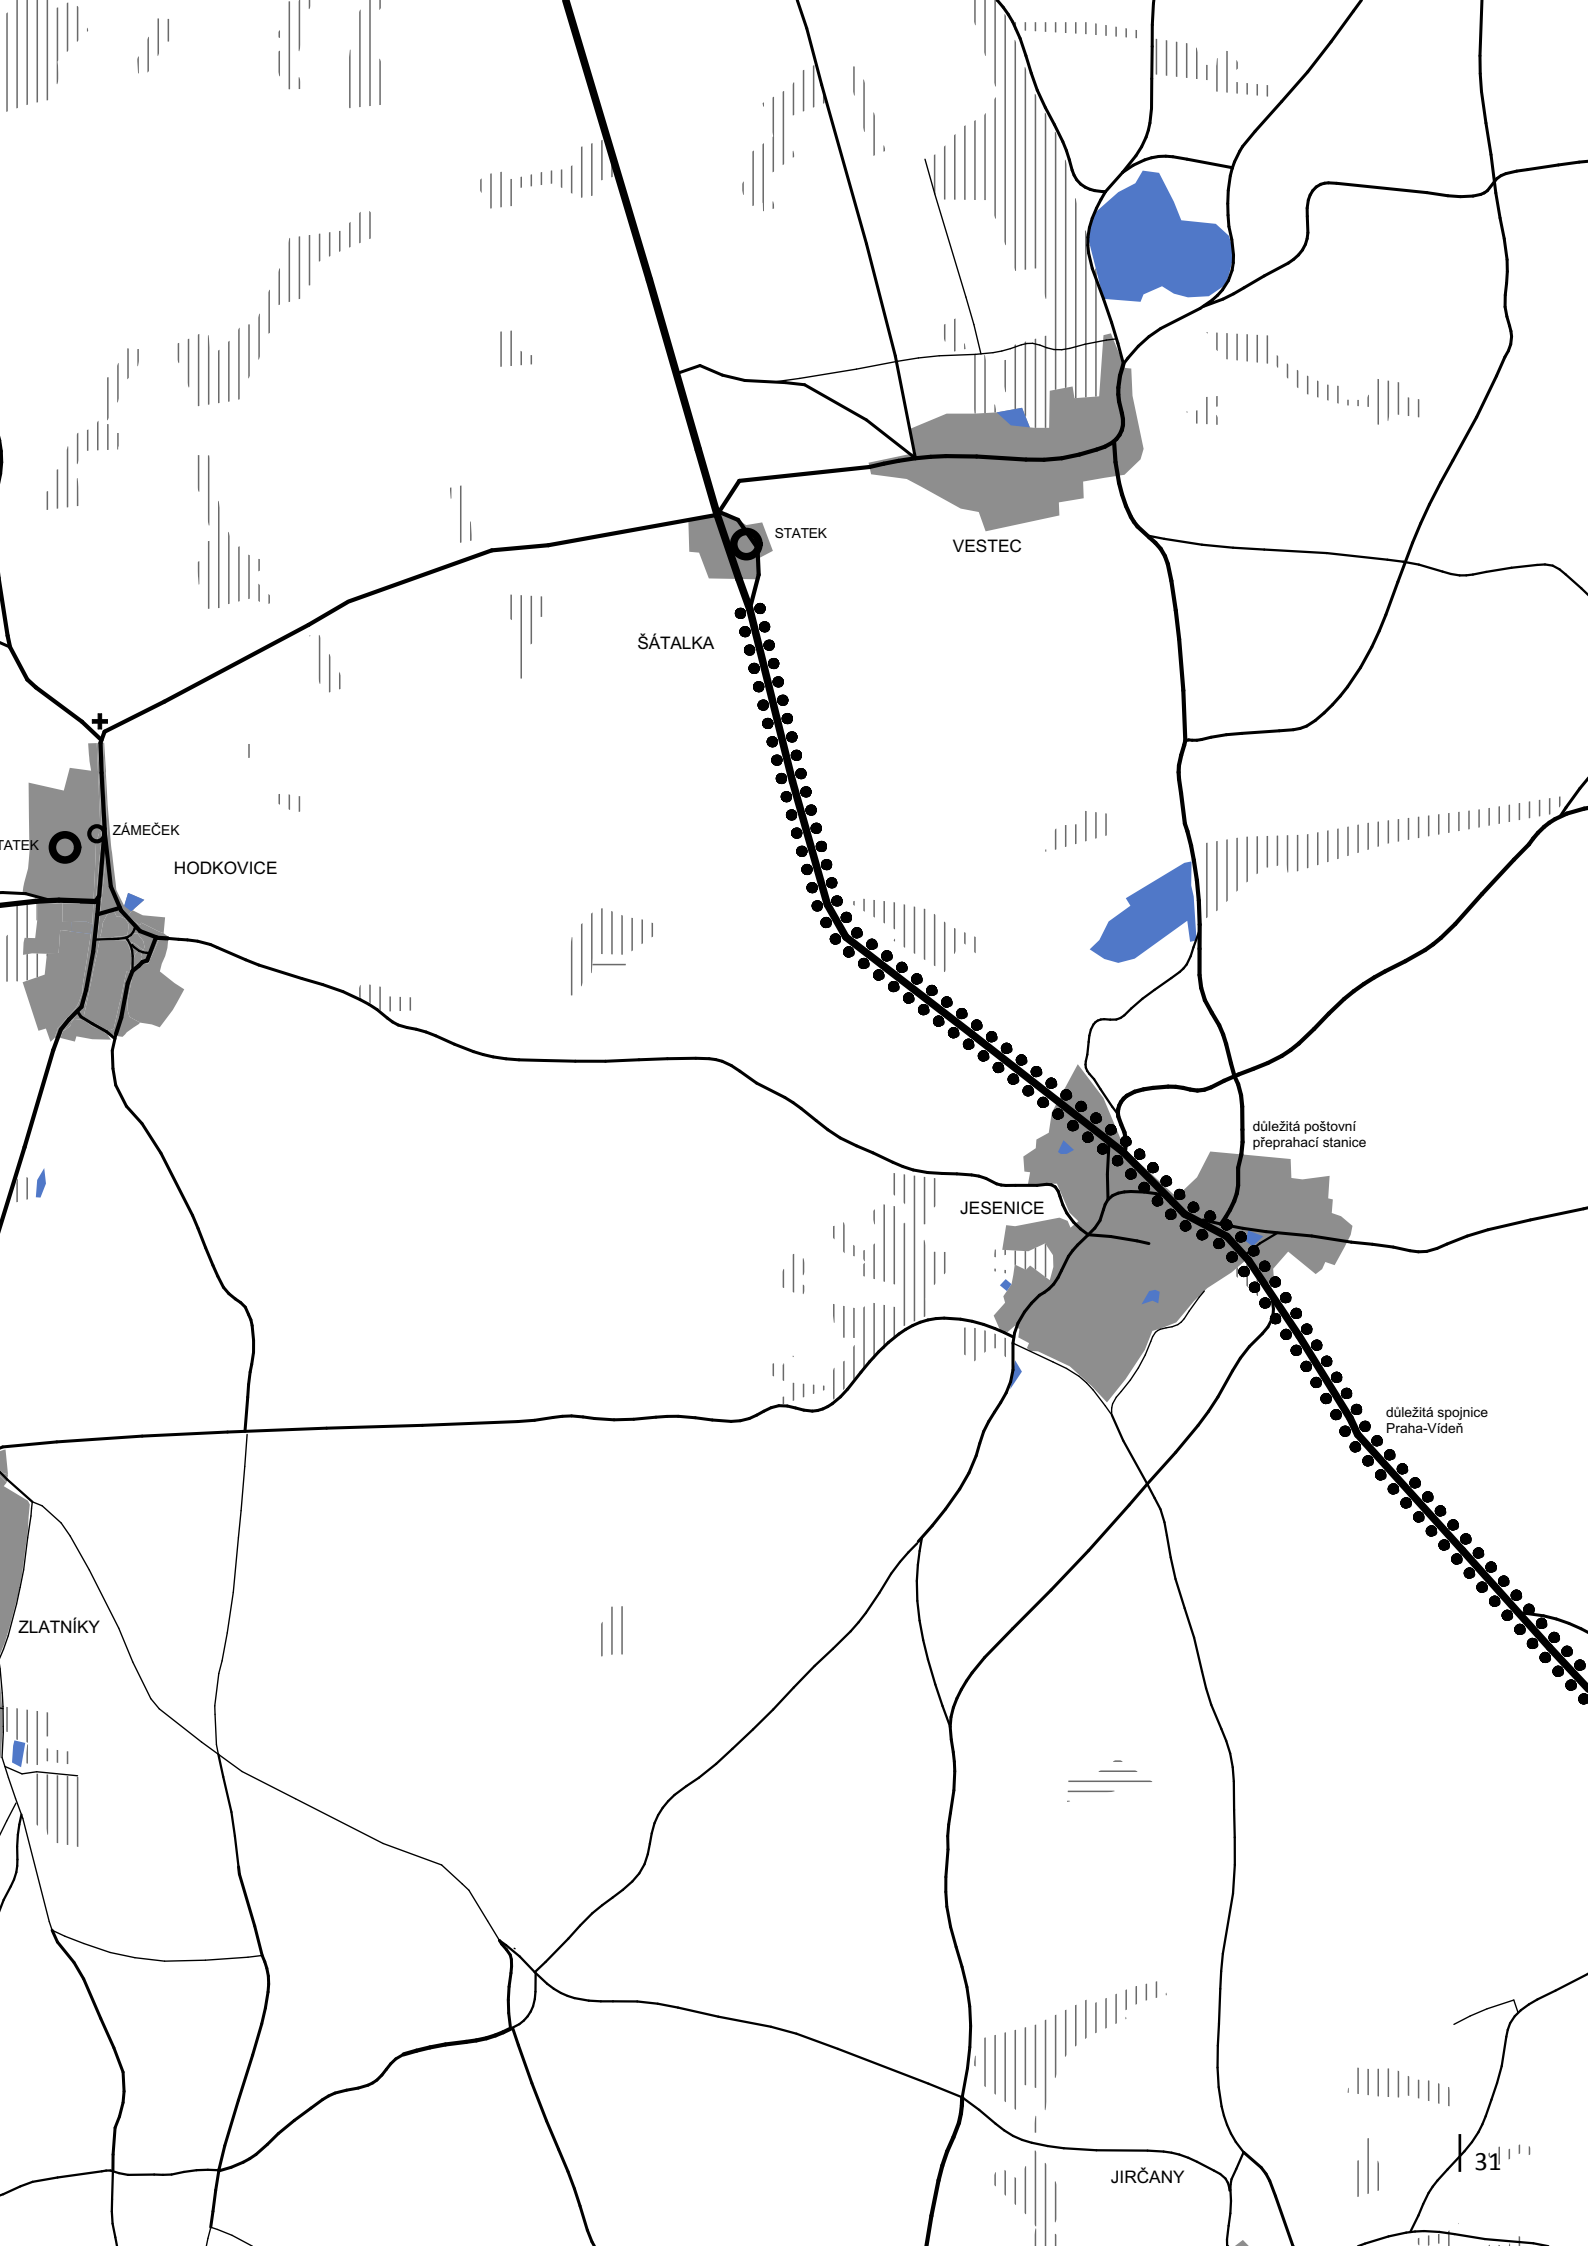 STATEK
VESTEC
ŠÁTALKA
ZÁMEČEK
TATEK
HODKOVICE
důležitá poštovní
přeprahací stanice
JESENICE
důležitá spojnice
Praha-Vídeň
ZLATNÍKY
JIRČANY
31